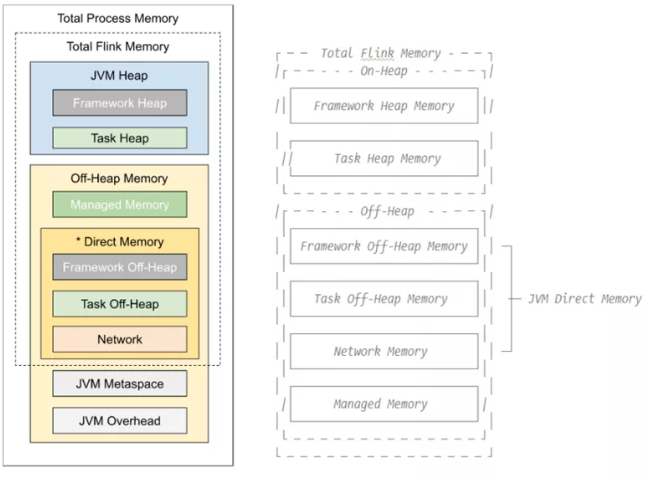 Total Process Memory
Total Flink Memory
JVM Heap
Framework Heap
Task Heap
Off-Heap Memory
Managed Memory
* Direct Memory
Framework Off-Heap
Task Off-Heap
Network
JVM Metaspace
JVM Overhead
Total Flink Memory
On-Heap
Framework Heap Memory
Task Heap Memory
Off-Heap
Framework Off-Heap Memory
Task Off-Heap Memory
Network Memory
Managed Memory
JVM Direct Memory